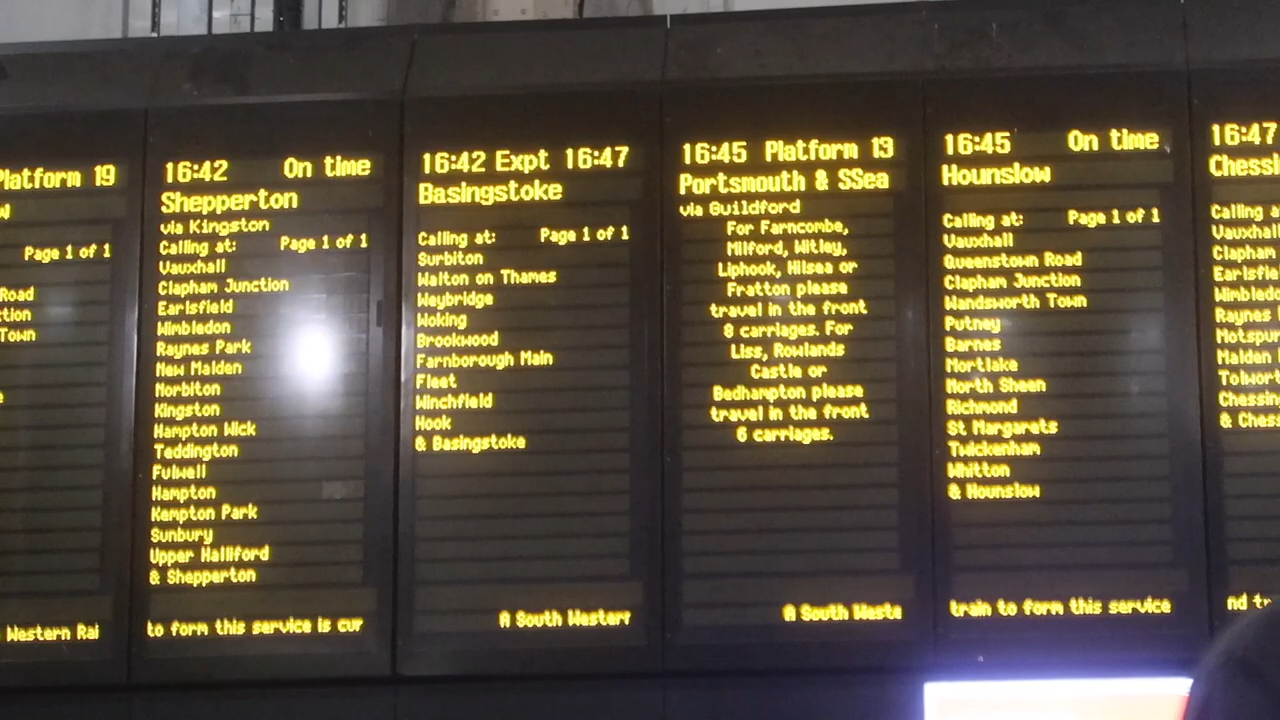 Platform 19
Page 1 of 1
Road
Town
Western Rai
16:42 On time
Shepperton
via Kingston
Calling at: Page 1 of 1
Vauxhall
Clapham Junction
Earlsfield
Wimbledon
Raynes Park
New Malden
Norbiton
Kingston
Hampton Wick
Teddington
Fulwell
Hampton
Kempton Park
Sunbury
Upper Halliford
& Shepperton
to form this service is cur
16:42 Expt 16:47
Basingstoke
Calling at: Page 1 of 1
Surbiton
Walton on Thames
Weybridge
Woking
Brookwood
Farnborough Main
Fleet
Winchfield
Hook
& Basingstoke
A South Western
16:45 Platform 13
Portsmouth & SSea
via Guildford
For Farncombe,
Milford, Witley,
Liphook, Hilsea or
Fratton please
travel in the front
8 carriages. For
Liss, Rowlands
Castle or
Bedhampton please
travel in the front
6 carriages.
A South Weste
16:45 On time
Hounslow
Calling at: Page 1 of 1
Vauxhall
Queenstown Road
Clapham Junction
Wandsworth Town
Putney
Barnes
Mortlake
North Sheen
Richmond
St Margarets
Twickenham
Whitton
& Hounslow
train to form this service
16:47
Chessi
Calling a
Vauxhall
Clapham
Earlsfie
Wimbledo
Raynes
Motspur
Malden
Tolwort
Chessin
& Chess
nd tr